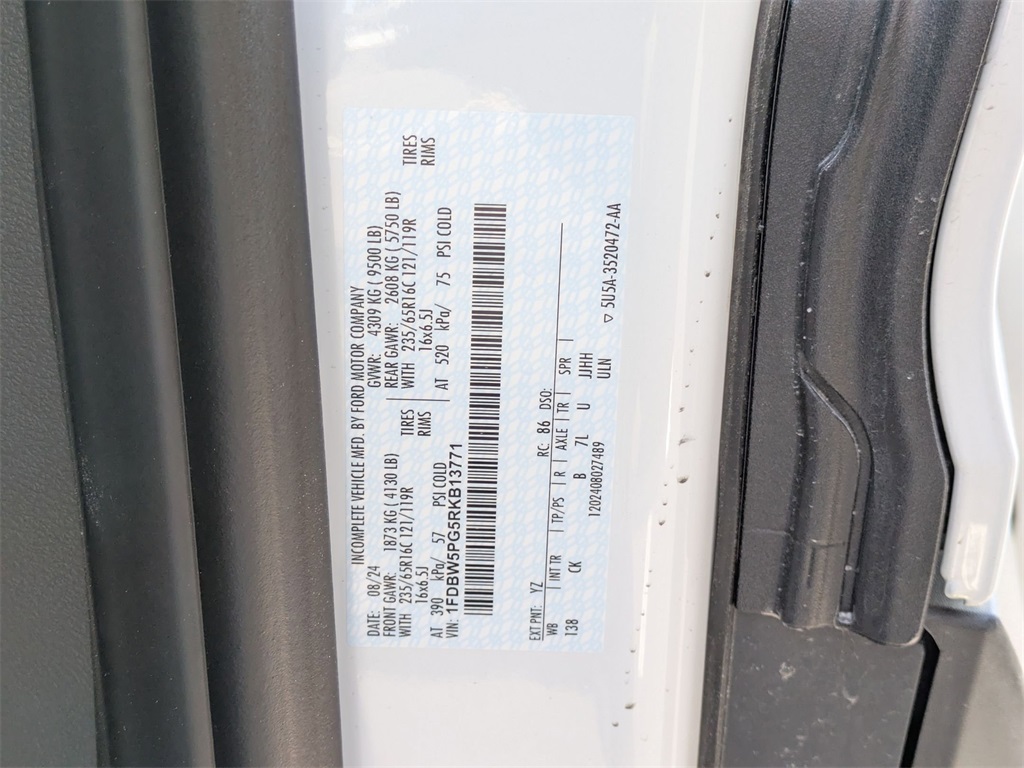 INCOMPLETE VEHICLE MFD. BY FORD MOTOR COMPANY
DATE: 08/24 GVWR: 4309 KG ( 9500 LB)
FRONT GAWR: 1873 KG ( 4130 LB) REAR GAWR: 2608 KG ( 5750 LB)
WITH 235/65R16C 121/119R TIRES WITH 235/65R16C 121/119R TIRES
16x6.5J RIMS 16x6.5J RIMS
AT 390 kPa/ 57 PSI COLD AT 520 kPa/ 75 PSI COLD
VIN: 1FDBW5PG5RKB13771
EXT PNT: YZ RC: 86 DSO:
WB INT TR TP/PS R AXLE TR SPR
138 CK B 7L U JJHH
1202408027489 ULN
▽ 5U5A-3520472-AA